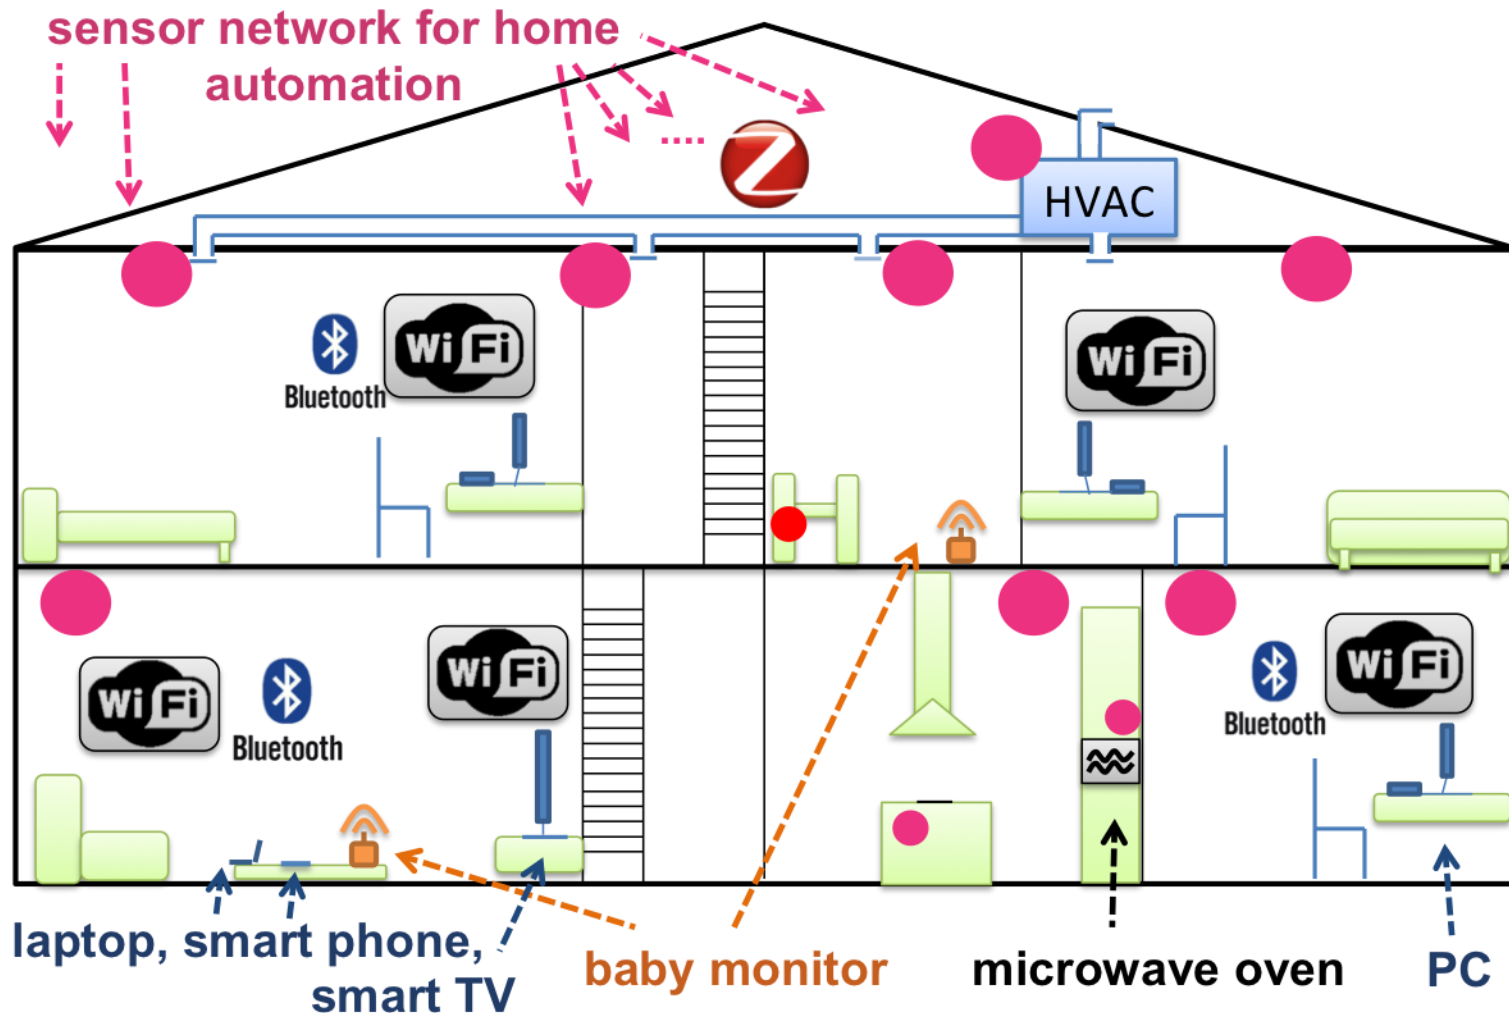 sensor network for home
automation
....
Z
HVAC
Bluetooth
Wi Fi
Wi Fi
Wi Fi
Bluetooth
Wi Fi
Bluetooth
Wi Fi
laptop, smart phone,
smart TV
baby monitor
microwave oven
PC